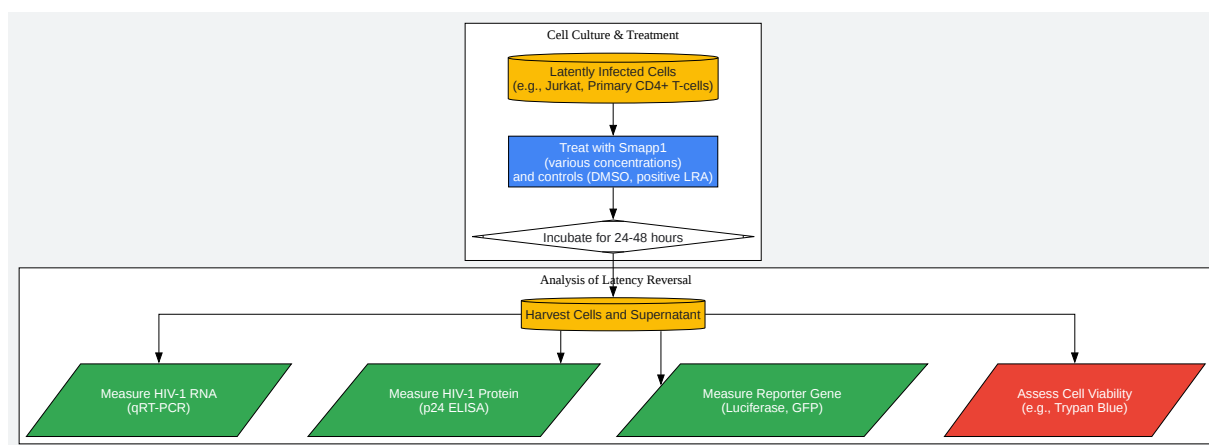 Cell Culture & Treatment
Latently Infected Cells
(e.g., Jurkat, Primary CD4+ T-cells)
Treat with Smapp1
(various concentrations)
and controls (DMSO, positive LRA)
Incubate for 24-48 hours
Analysis of Latency Reversal
Harvest Cells and Supernatant
Measure HIV-1 RNA
(qRT-PCR)
Measure HIV-1 Protein
(p24 ELISA)
Measure Reporter Gene
(Luciferase, GFP)
Assess Cell Viability
(e.g., Trypan Blue)